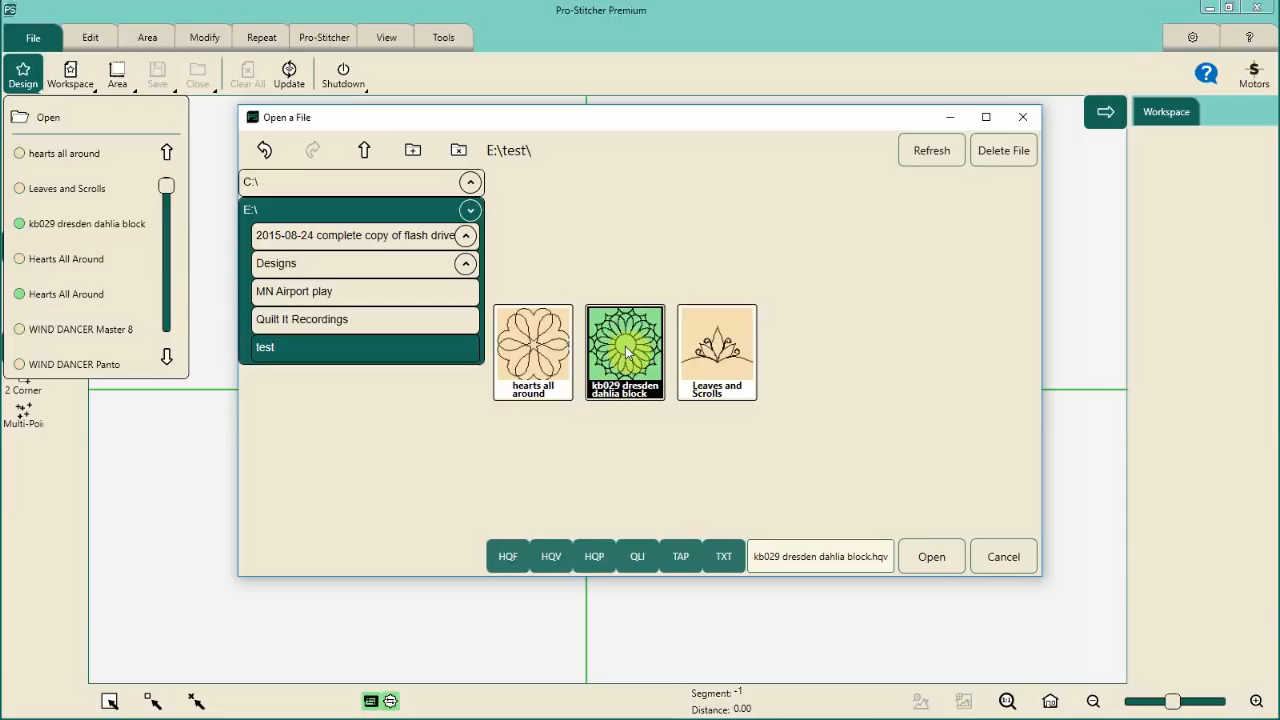 PS
Pro-Stitcher Premium
File
Edit
Area
Modify
Repeat
Pro-Stitcher
View
Tools
?
Design
Workspace
Area
Save
Close
Clear All
Update
Shutdown
?
S
Motors
Open
hearts all around
Leaves and Scrolls
kb029 dresden dahlia block
Hearts All Around
Hearts All Around
WIND DANCER Master 8
WIND DANCER Panto
2 Corner
Multi-Poi
PS
Open a File
E:\test\
Refresh
Delete File
C:\
E:\
2015-08-24 complete copy of flash drive
Designs
MN Airport play
Quilt It Recordings
test
hearts all
around
kb029 dresden
dahlia block
Leaves and
Scrolls
HQF
HQV
HQP
QLI
TAP
TXT
kb029 dresden dahlia block.hqv
Open
Cancel
Workspace
Segment: -1
Distance: 0.00
1:1